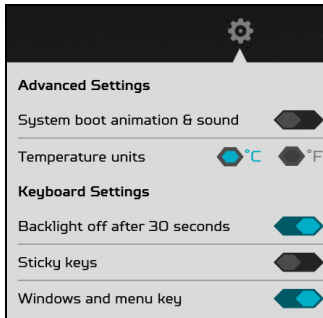 Advanced Settings
System boot animation & sound
Temperature units °C °F
Keyboard Settings
Backlight off after 30 seconds
Sticky keys
Windows and menu key